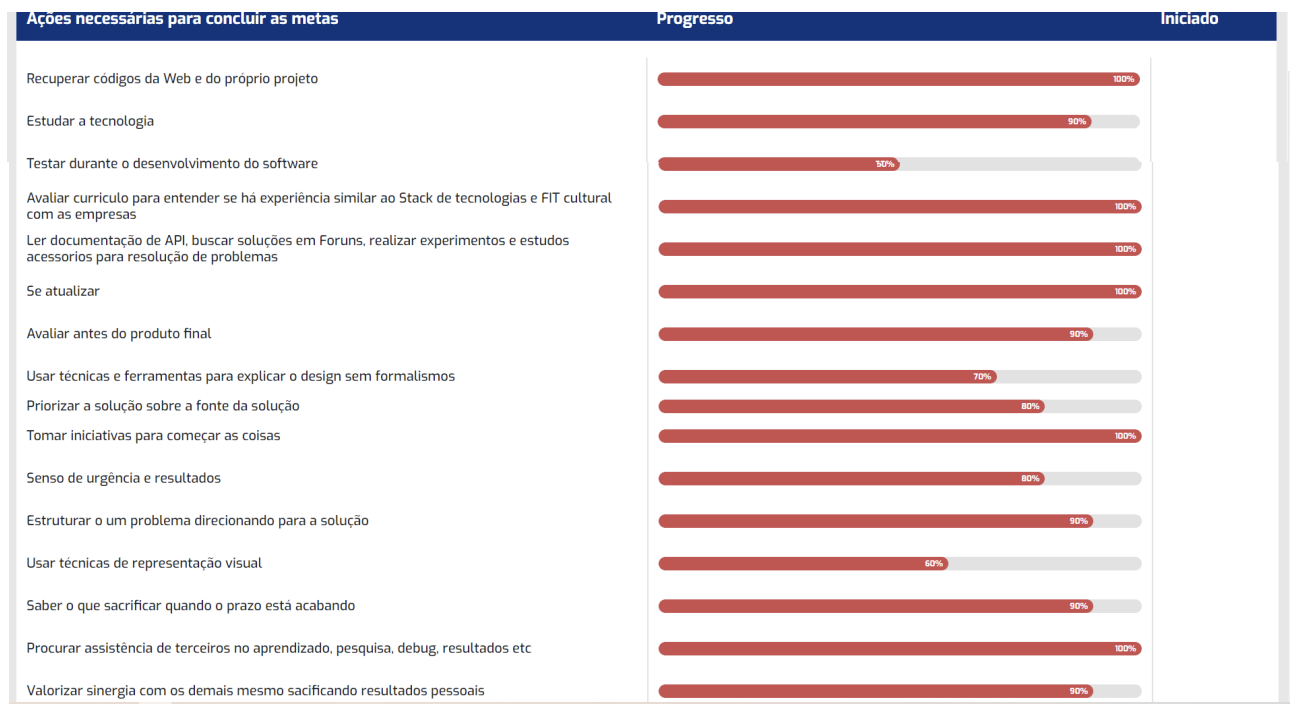 Ações necessárias para concluir as metas
Progresso
Iniciado
Recuperar códigos da Web e do próprio projeto
100%
Estudar a tecnologia
90%
Testar durante o desenvolvimento do software
50%
Avaliar curriculo para entender se há experiência similar ao Stack de tecnologias e FIT cultural
com as empresas
100%
Ler documentação de API, buscar soluções em Foruns, realizar experimentos e estudos
acessorios para resolução de problemas
100%
Se atualizar
100%
Avaliar antes do produto final
90%
Usar técnicas e ferramentas para explicar o design sem formalismos
70%
Priorizar a solução sobre a fonte da solução
80%
Tomar iniciativas para começar as coisas
100%
Senso de urgência e resultados
80%
Estruturar o um problema direcionando para a solução
90%
Usar técnicas de representação visual
60%
Saber o que sacrificar quando o prazo está acabando
90%
Procurar assistência de terceiros no aprendizado, pesquisa, debug, resultados etc
100%
Valorizar sinergia com os demais mesmo sacificando resultados pessoais
90%